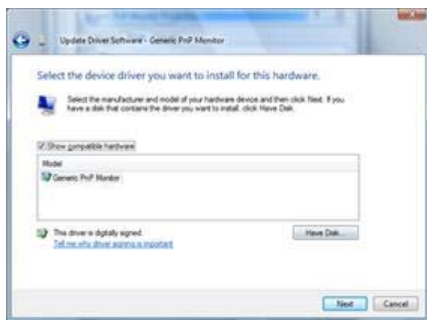 Update Driver Software - Generic PnP Monitor
Select the device driver you want to install for this hardware.
Select the manufacturer and model of your hardware device and then click Next. If you
have a disk that contains the driver you want to install, click Have Disk.
Show compatible hardware
Model
Generic PnP Monitor
This driver is digitally signed.
Tell me why driver signing is important
Have Disk...
Next
Cancel